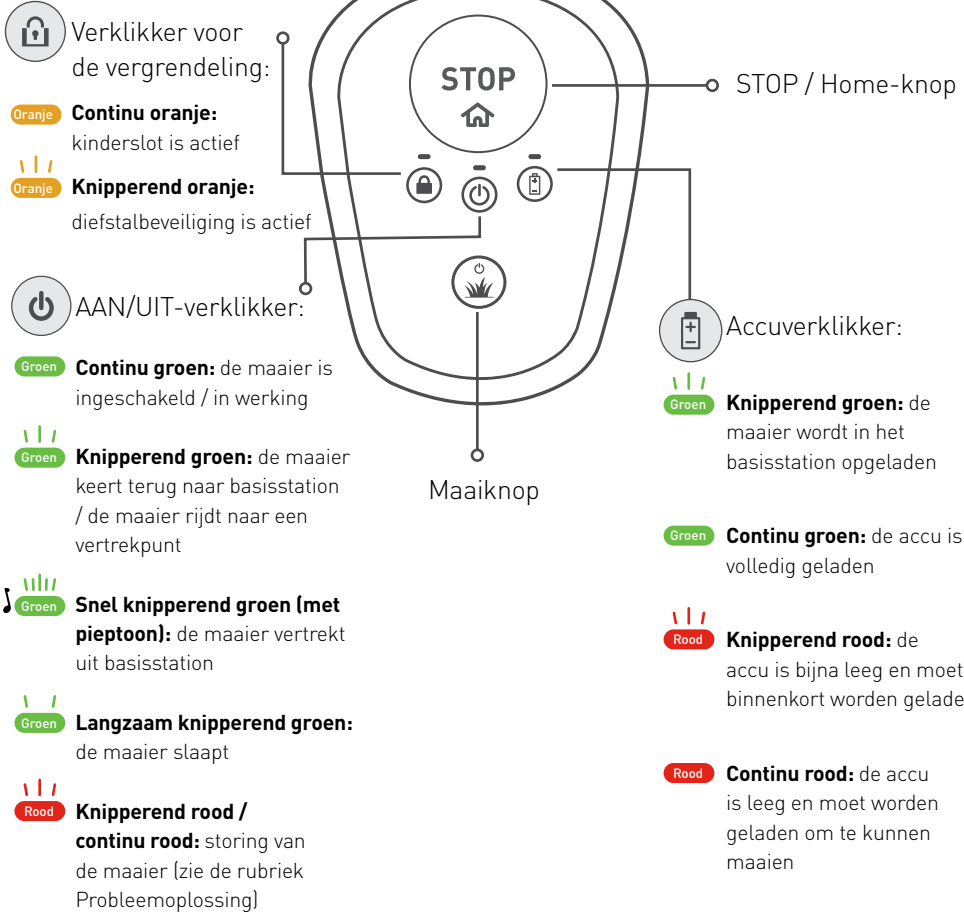 Verklikker voor
de vergrendeling:
Oranje
Continu oranje:
kinderslot is actief
Oranje
Knipperend oranje:
diefstalbeveiliging is actief
STOP
STOP / Home-knop
AAN/UIT-verklikker:
Groen
Continu groen: de maaier is
ingeschakeld / in werking
Groen
Knipperend groen: de maaier
keert terug naar basisstation
/ de maaier rijdt naar een
vertrekpunt
Groen
Snel knipperend groen (met
pieptoon): de maaier vertrekt
uit basisstation
Groen
Langzaam knipperend groen:
de maaier slaapt
Rood
Knipperend rood /
continu rood: storing van
de maaier (zie de rubriek
Probleemoplossing)
Maaiknop
Accuverklikker:
Groen
Knipperend groen: de
maaier wordt in het
basisstation opgeladen
Groen
Continu groen: de accu is
volledig geladen
Rood
Knipperend rood: de
accu is bijna leeg en moet
binnenkort worden gelade
Rood
Continu rood: de accu
is leeg en moet worden
geladen om te kunnen
maaien